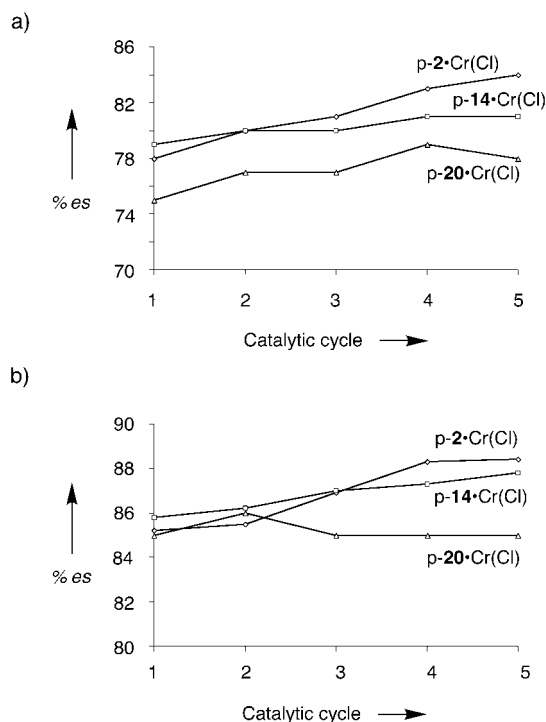 a)
86
82
78
74
70
% es
p-2•Cr(Cl)
p-14•Cr(Cl)
p-20•Cr(Cl)
1 2 3 4 5
Catalytic cycle
b)
90
88
86
84
82
80
% es
p-2•Cr(Cl)
p-14•Cr(Cl)
p-20•Cr(Cl)
1 2 3 4 5
Catalytic cycle